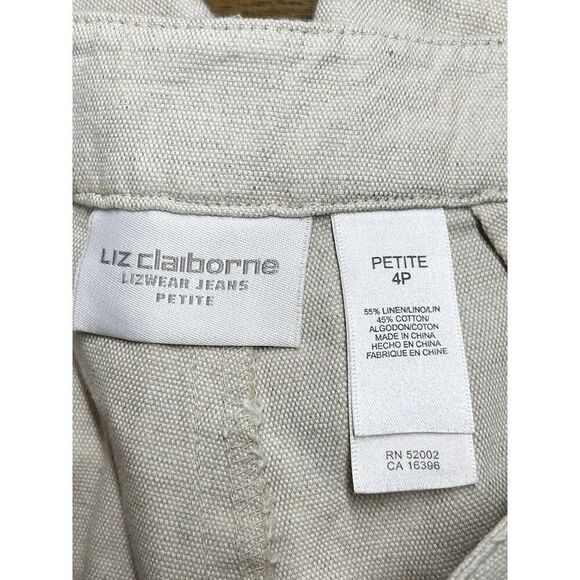 LIZ claiborne
LIZWEAR JEANS
PETITE
PETITE
4P
55% LINEN/LINO/LIN
45% COTTON/
ALGODON/COTON
MADE IN CHINA
HECHO EN CHINA
FABRIQUE EN CHINE
RN 52002
CA 16396